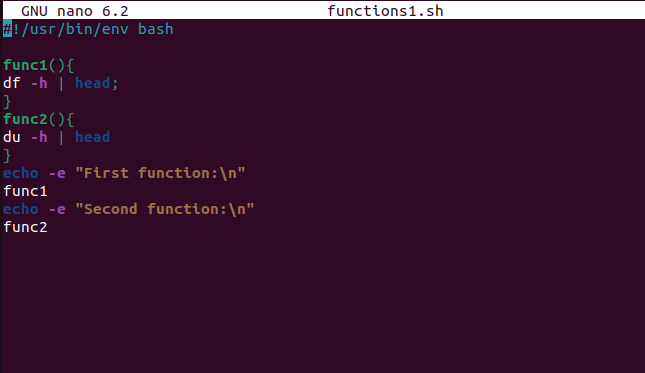 GNU nano 6.2 functions1.sh
#!/usr/bin/env bash
func1(){
df -h | head;
}
func2(){
du -h | head
}
echo -e "First function:\n"
func1
echo -e "Second function:\n"
func2